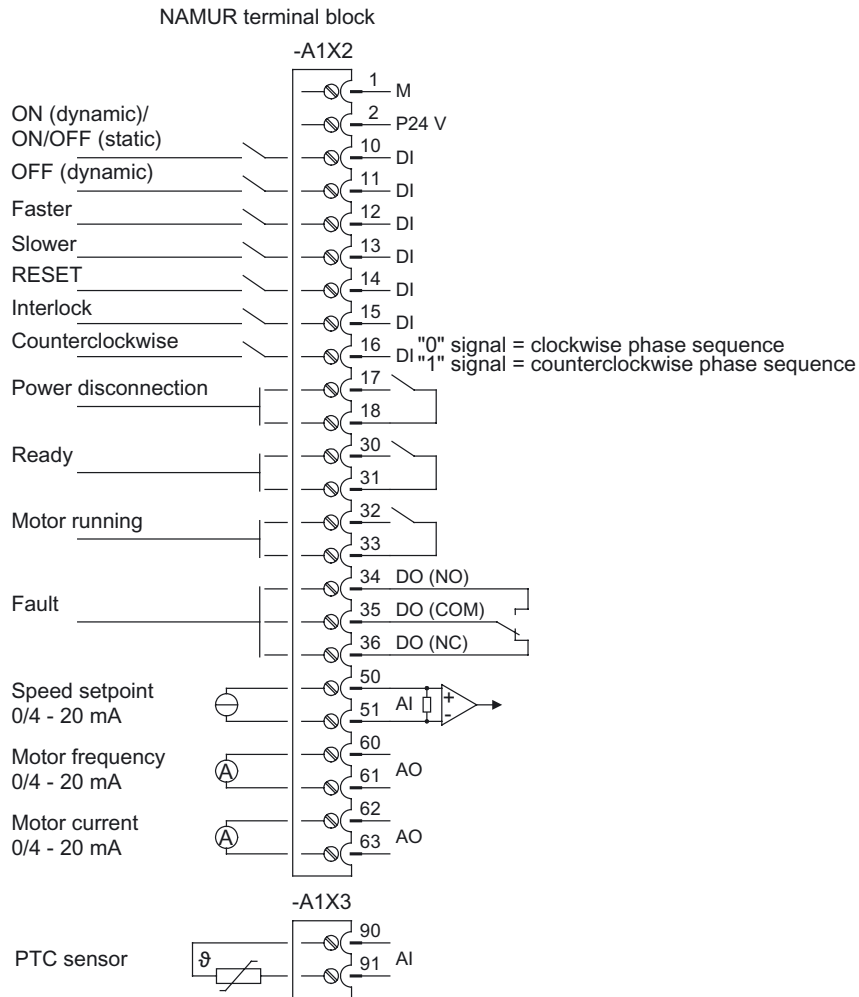 NAMUR terminal block
-A1X2
1 M
ON (dynamic)/
2 P24 V
ON/OFF (static)
10 DI
OFF (dynamic)
11 DI
Faster
12 DI
Slower
13 DI
RESET
14 DI
Interlock
15 DI
Counterclockwise
16 DI "0" signal = clockwise phase sequence
"1" signal = counterclockwise phase sequence
Power disconnection
17
18
Ready
30
31
Motor running
32
33
34 DO (NO)
Fault
35 DO (COM)
36 DO (NC)
Speed setpoint
0/4 - 20 mA
50
51 AI + -
Motor frequency
0/4 - 20 mA
A
60
61 AO
Motor current
0/4 - 20 mA
A
62
63 AO
-A1X3
PTC sensor
ϑ
90
91 AI